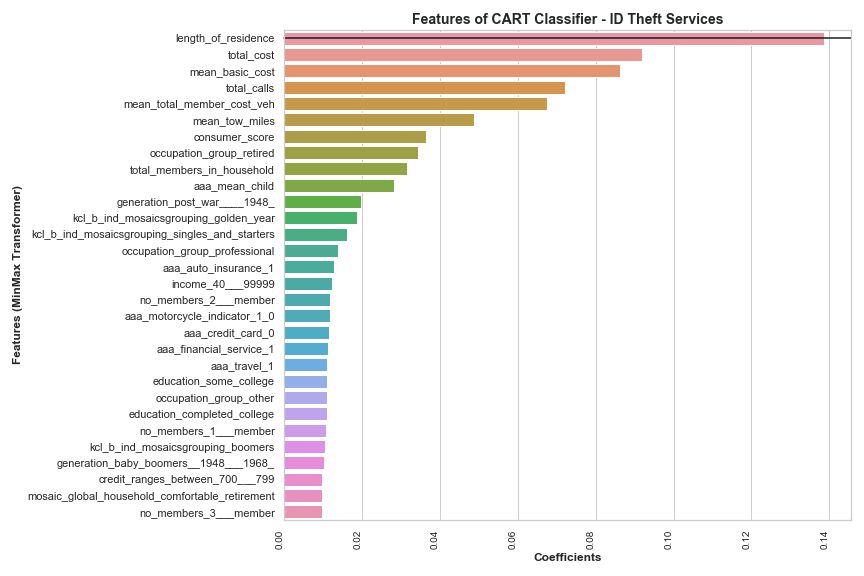 Features of CART Classifier - ID Theft Services
Features (MinMax Transformer)
length_of_residence
total_cost
mean_basic_cost
total_calls
mean_total_member_cost_veh
mean_tow_miles
consumer_score
occupation_group_retired
total_members_in_household
aaa_mean_child
generation_post_war____1948_
kcl_b_ind_mosaicsgrouping_golden_year
kcl_b_ind_mosaicsgrouping_singles_and_starters
occupation_group_professional
aaa_auto_insurance_1
income_40___99999
no_members_2___member
aaa_motorcycle_indicator_1_0
aaa_credit_card_0
aaa_financial_service_1
aaa_travel_1
education_some_college
occupation_group_other
education_completed_college
no_members_1___member
kcl_b_ind_mosaicsgrouping_boomers
generation_baby_boomers__1948___1968_
credit_ranges_between_700___799
mosaic_global_household_comfortable_retirement
no_members_3___member
0.00
0.02
0.04
0.06
0.08
0.10
0.12
0.14
Coefficients